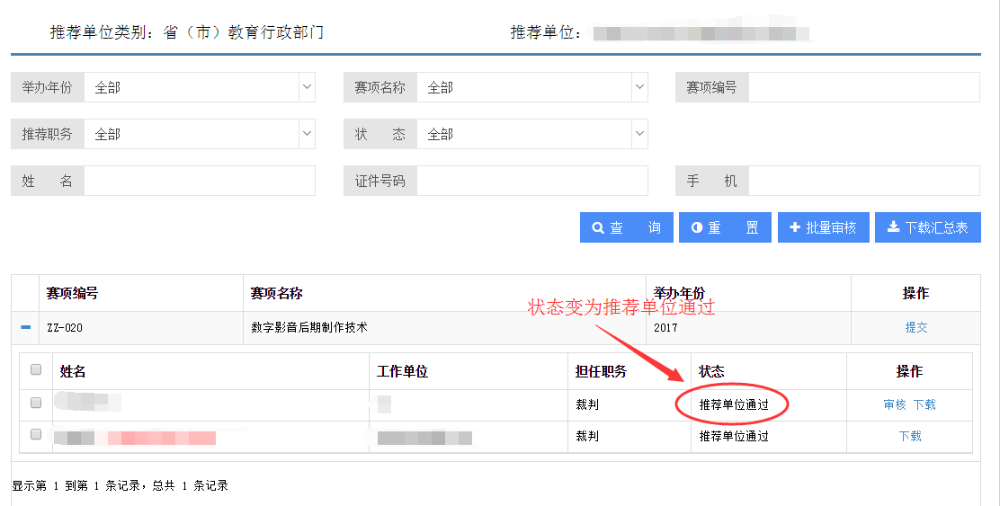 推荐单位类别：省（市）教育行政部门 推荐单位：
举办年份 全部 赛项名称 全部 赛项编号
推荐职务 全部 状 态 全部
姓 名 证件号码 手 机
查 询 重 置 批量审核 下载汇总表
赛项编号 赛项名称 举办年份 操作
状态变为推荐单位通过
ZZ-020 数字影音后期制作技术 2017 提交
姓名 工作单位 担任职务 状态 操作
裁判 推荐单位通过 审核 下载
裁判 推荐单位通过 下载
显示第 1 到第 1 条记录，总共 1 条记录